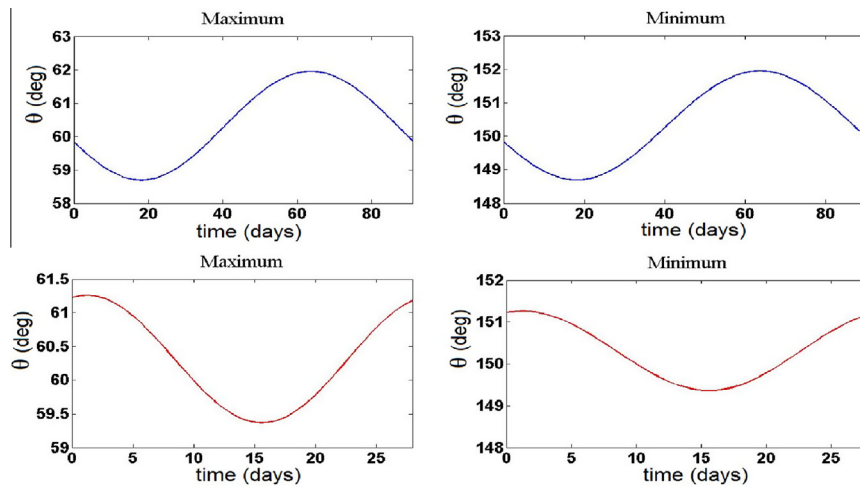 Maximum
θ (deg)
63
62
61
60
59
58
0 20 40 60 80
time (days)
Minimum
θ (deg)
153
152
151
150
149
148
0 20 40 60 80
time (days)
Maximum
θ (deg)
61.5
61
60.5
60
59.5
59
0 5 10 15 20 25
time (days)
Minimum
θ (deg)
152
151
150
149
148
0 5 10 15 20 25
time (days)